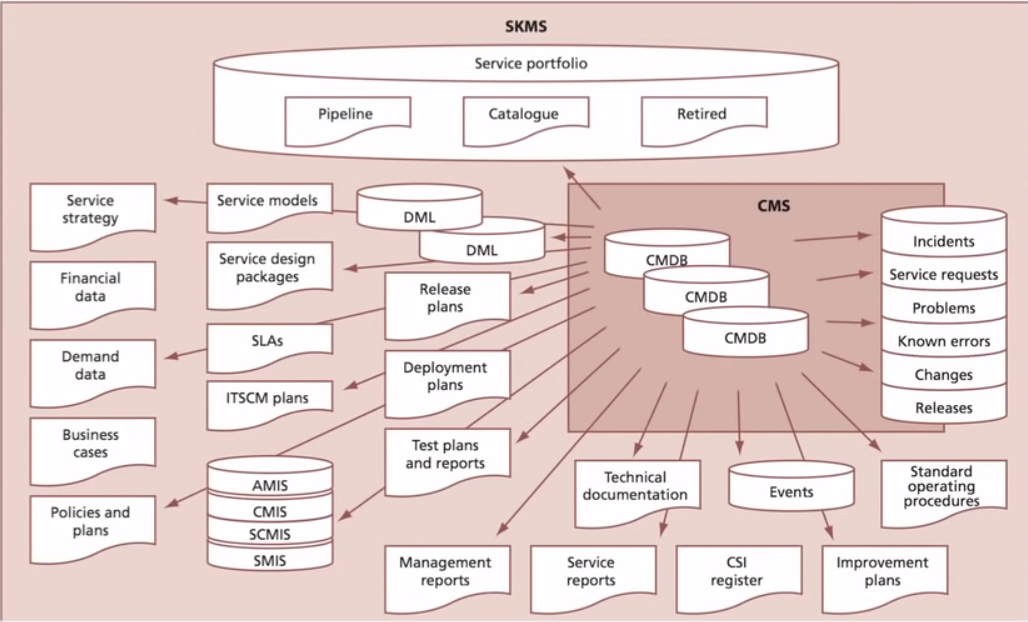 SKMS
Service portfolio
Pipeline
Catalogue
Retired
Service
strategy
Financial
data
Demand
data
Business
cases
Policies and
plans
Service models
Service design
packages
SLAs
ITSCM plans
AMIS
CMIS
SCMIS
SMIS
DML
DML
Release
plans
Deployment
plans
Test plans
and reports
CMS
CMDB
CMDB
CMDB
Incidents
Service requests
Problems
Known errors
Changes
Releases
Technical
documentation
Events
Standard
operating
procedures
Management
reports
Service
reports
CSI
register
Improvement
plans